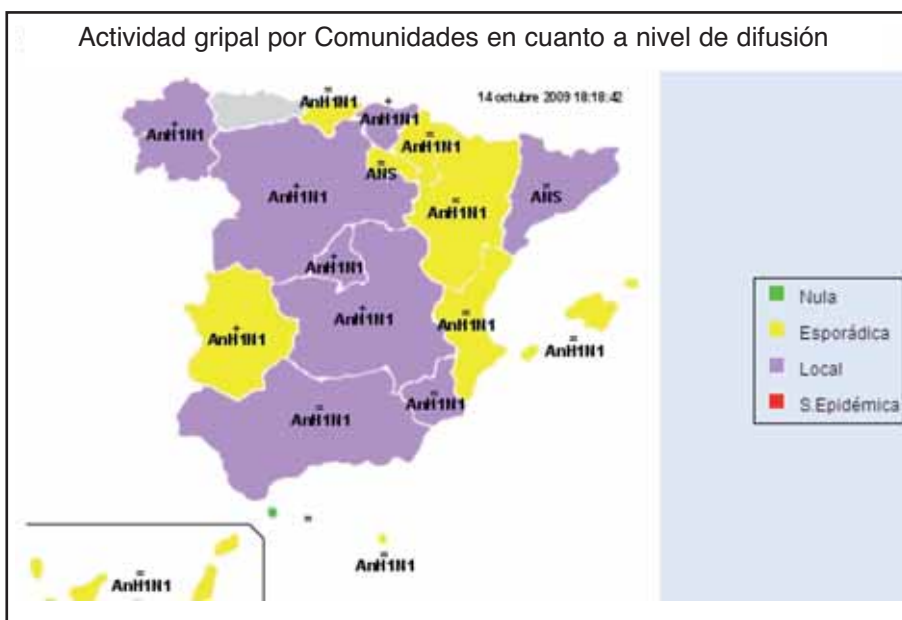 Actividad gripal por Comunidades en cuanto a nivel de difusión
14 octubre 2009 18:18:42
=
AnH1N1
+
AnH1N1
+
AnH1N1
=
AnH1N1
=
ANS
=
ANS
+
AnH1N1
=
AnH1N1
+
AnH1N1
+
AnH1N1
=
AnH1N1
+
AnH1N1
=
AnH1N1
=
AnH1N1
=
AnH1N1
=
=
AnH1N1
=
AnH1N1
Nula
Esporádica
Local
S.Epidémica